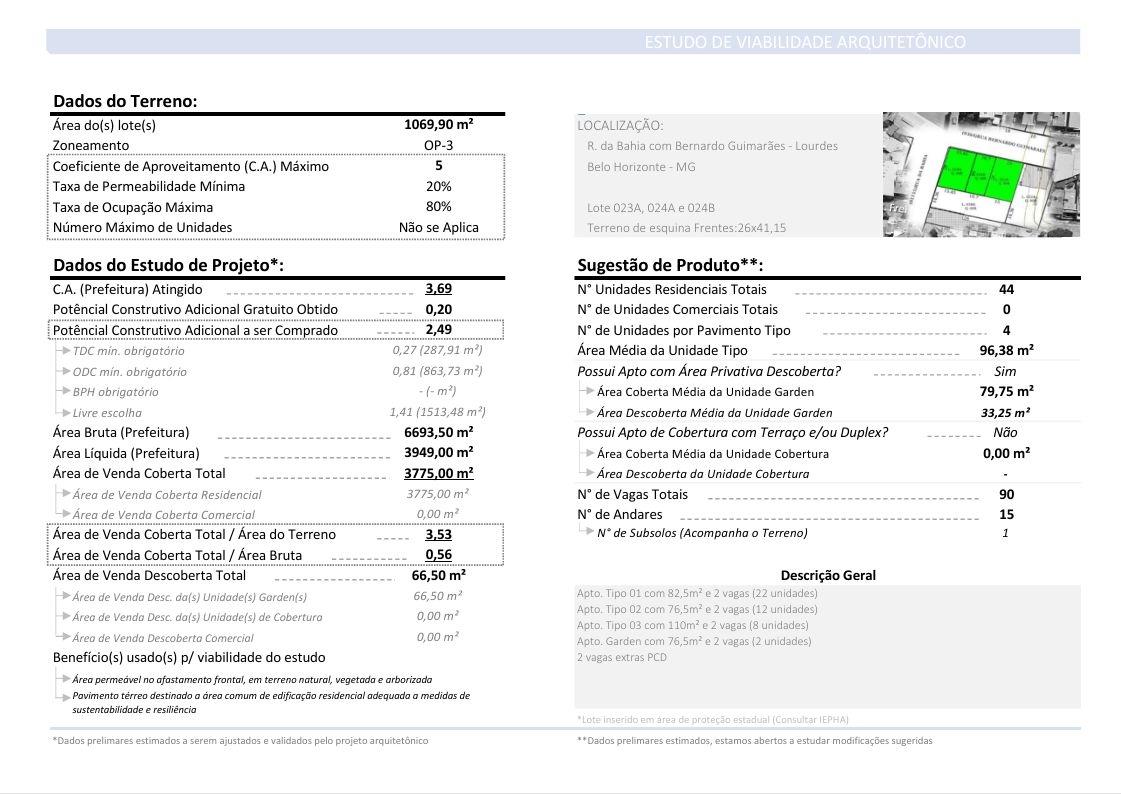 ESTUDO DE VIABILIDADE ARQUITETÔNICO
Dados do Terreno:
Área do(s) lote(s) 1069,90 m²
Zoneamento OP-3
Coeficiente de Aproveitamento (C.A.) Máximo 5
Taxa de Permeabilidade Mínima 20%
Taxa de Ocupação Máxima 80%
Número Máximo de Unidades Não se Aplica
LOCALIZAÇÃO:
R. da Bahia com Bernardo Guimarães - Lourdes
Belo Horizonte - MG
Lote 023A, 024A e 024B
Terreno de esquina Frentes:26x41,15
Dados do Estudo de Projeto*:
C.A. (Prefeitura) Atingido 3,69
Potêncial Construtivo Adicional Gratuito Obtido 0,20
Potêncial Construtivo Adicional a ser Comprado 2,49
TDC mín. obrigatório 0,27 (287,91 m²)
ODC mín. obrigatório 0,81 (863,73 m²)
BPH obrigatório - (- m²)
Livre escolha 1,41 (1513,48 m²)
Área Bruta (Prefeitura) 6693,50 m²
Área Líquida (Prefeitura) 3949,00 m²
Área de Venda Coberta Total 3775,00 m²
Área de Venda Coberta Residencial 3775,00 m²
Área de Venda Coberta Comercial 0,00 m²
Área de Venda Coberta Total / Área do Terreno 3,53
Área de Venda Coberta Total / Área Bruta 0,56
Área de Venda Descoberta Total 66,50 m²
Área de Venda Desc. da(s) Unidade(s) Garden(s) 66,50 m²
Área de Venda Desc. da(s) Unidade(s) de Cobertura 0,00 m²
Área de Venda Descoberta Comercial 0,00 m²
Benefício(s) usado(s) p/ viabilidade do estudo
Área permeável no afastamento frontal, em terreno natural, vegetada e arborizada
Pavimento térreo destinado a área comum de edificação residencial adequada a medidas de
sustentabilidade e resiliência
*Dados prelimares estimados a serem ajustados e validados pelo projeto arquitetônico
Sugestão de Produto**:
N° Unidades Residenciais Totais 44
N° de Unidades Comerciais Totais 0
N° de Unidades por Pavimento Tipo 4
Área Média da Unidade Tipo 96,38 m²
Possui Apto com Área Privativa Descoberta? Sim
Área Coberta Média da Unidade Garden 79,75 m²
Área Descoberta Média da Unidade Garden 33,25 m²
Possui Apto de Cobertura com Terraço e/ou Duplex? Não
Área Coberta Média da Unidade Cobertura 0,00 m²
Área Descoberta da Unidade Cobertura -
N° de Vagas Totais 90
N° de Andares 15
N° de Subsolos (Acompanha o Terreno) 1
Descrição Geral
Apto. Tipo 01 com 82,5m² e 2 vagas (22 unidades)
Apto. Tipo 02 com 76,5m² e 2 vagas (12 unidades)
Apto. Tipo 03 com 110m² e 2 vagas (8 unidades)
Apto. Garden com 76,5m² e 2 vagas (2 unidades)
2 vagas extras PCD
*Lote inserido em área de proteção estadual (Consultar IEPHA)
**Dados prelimares estimados, estamos abertos a estudar modificações sugeridas